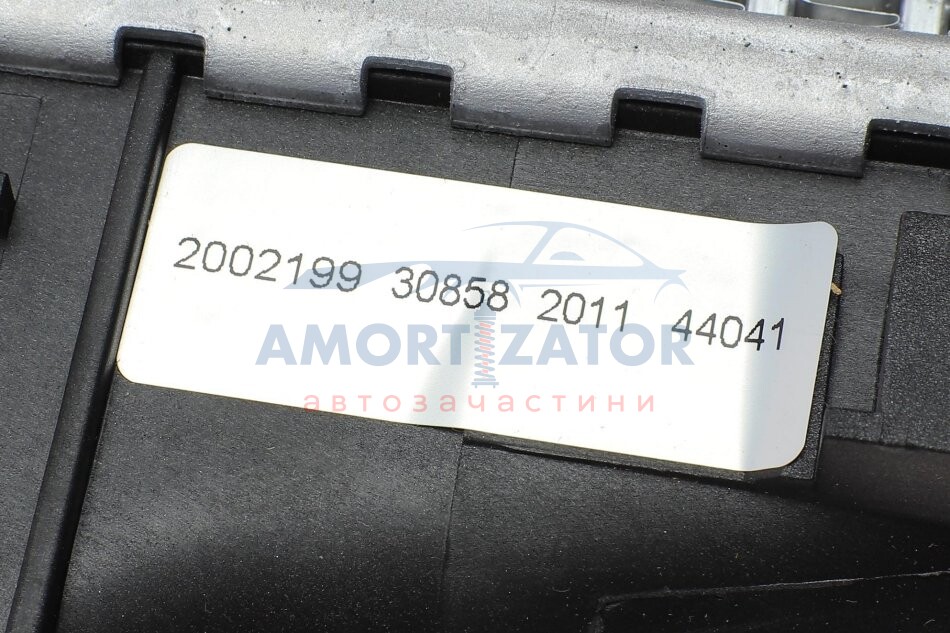 2002199 30858 2011 44041
AMORTIZATOR
автозачастини